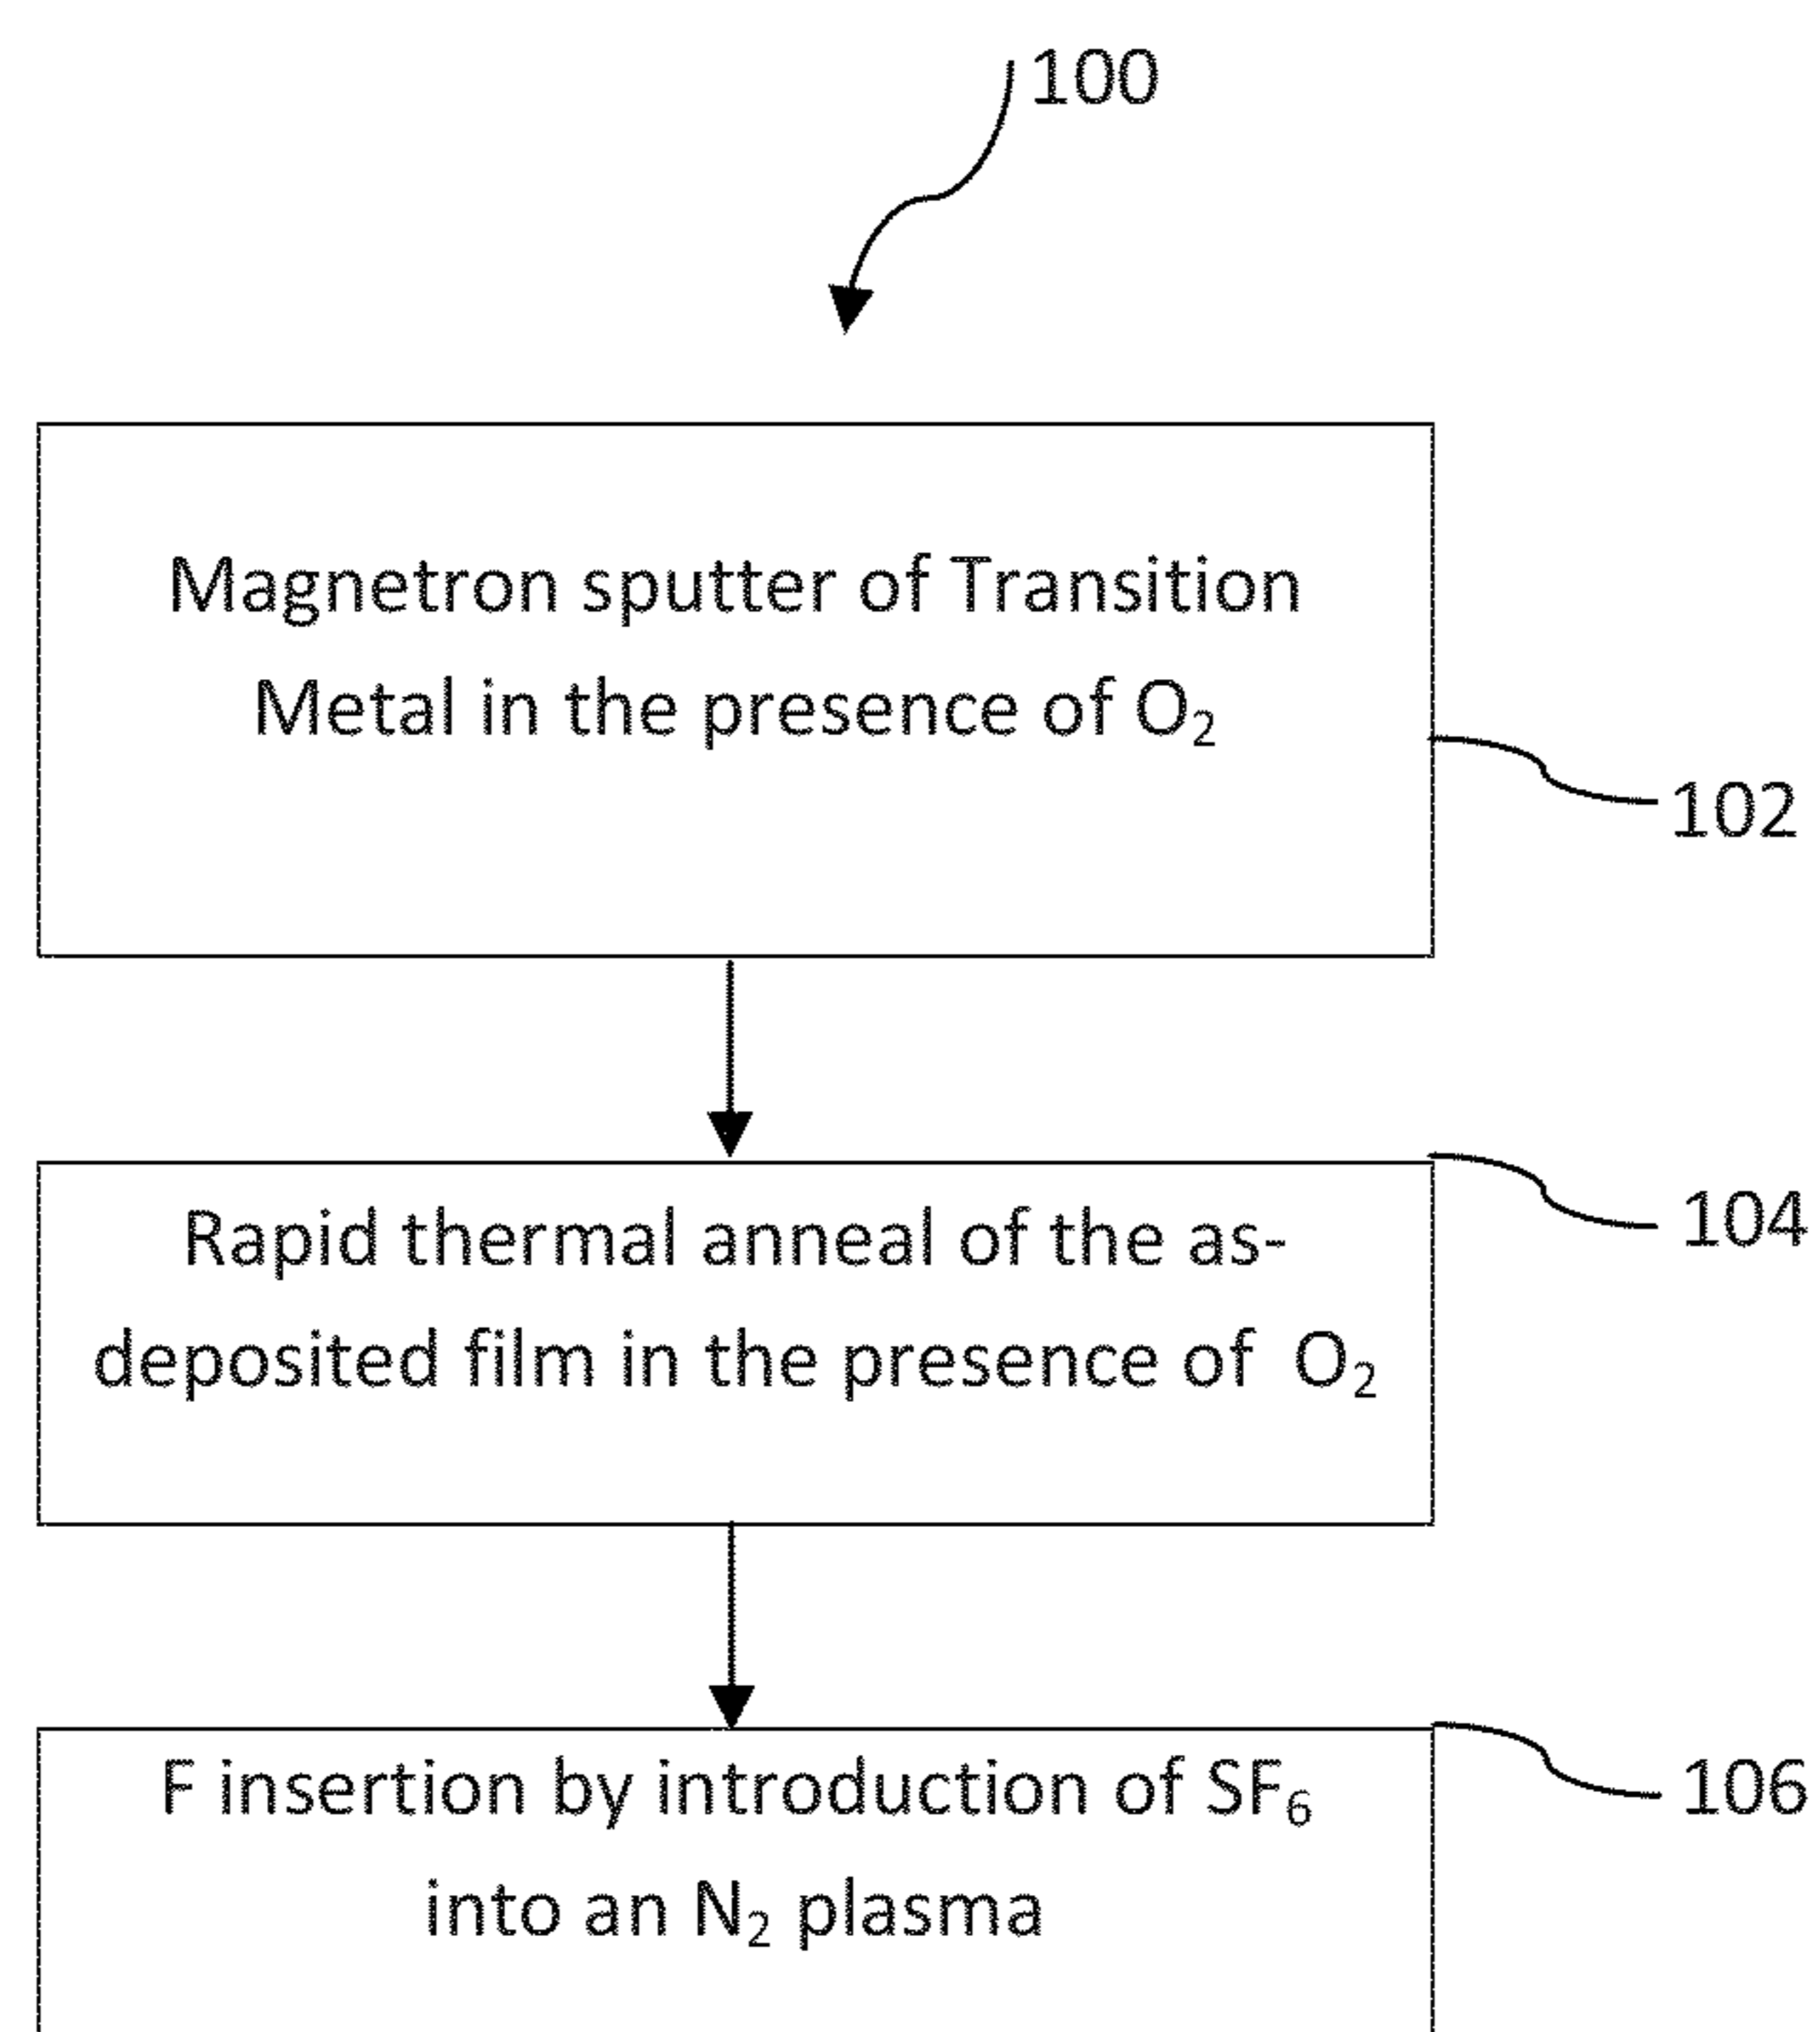 100
Magnetron sputter of Transition
Metal in the presence of O₂
102
Rapid thermal anneal of the as-
deposited film in the presence of O₂
104
F insertion by introduction of SF₆
into an N₂ plasma
106